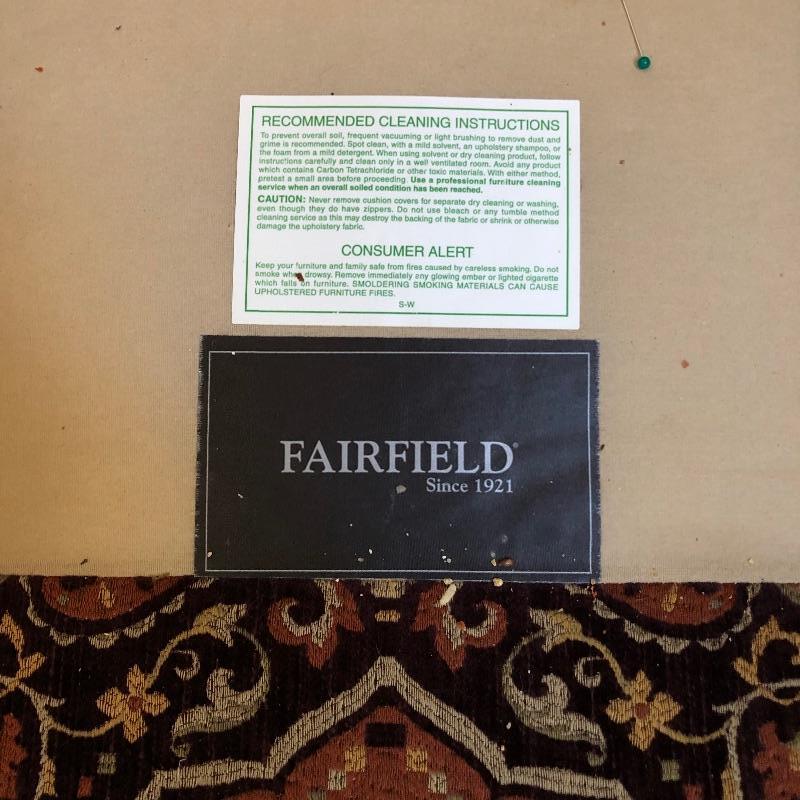 RECOMMENDED CLEANING INSTRUCTIONS
To prevent overall soil, frequent vacuuming or light brushing to remove dust and
grime is recommended. Spot clean, with a mild solvent, an upholstery shampoo, or
the foam from a mild detergent. When using solvent or dry cleaning product, follow
instructions carefully and clean only in a well ventilated room. Avoid any product
which contains Carbon Tetrachloride or other toxic materials. With either method,
pretest a small area before proceeding. Use a professional furniture cleaning
service when an overall soiled condition has been reached.
CAUTION: Never remove cushion covers for separate dry cleaning or washing,
even though they do have zippers. Do not use bleach or any tumble method
cleaning service as this may destroy the backing of the fabric or shrink or otherwise
damage the upholstery fabric.
CONSUMER ALERT
Keep your furniture and family safe from fires caused by careless smoking. Do not
smoke when drowsy. Remove immediately any glowing ember or lighted cigarette
which falls on furniture. SMOLDERING SMOKING MATERIALS CAN CAUSE
UPHOLSTERED FURNITURE FIRES.
S-W
FAIRFIELD®
Since 1921